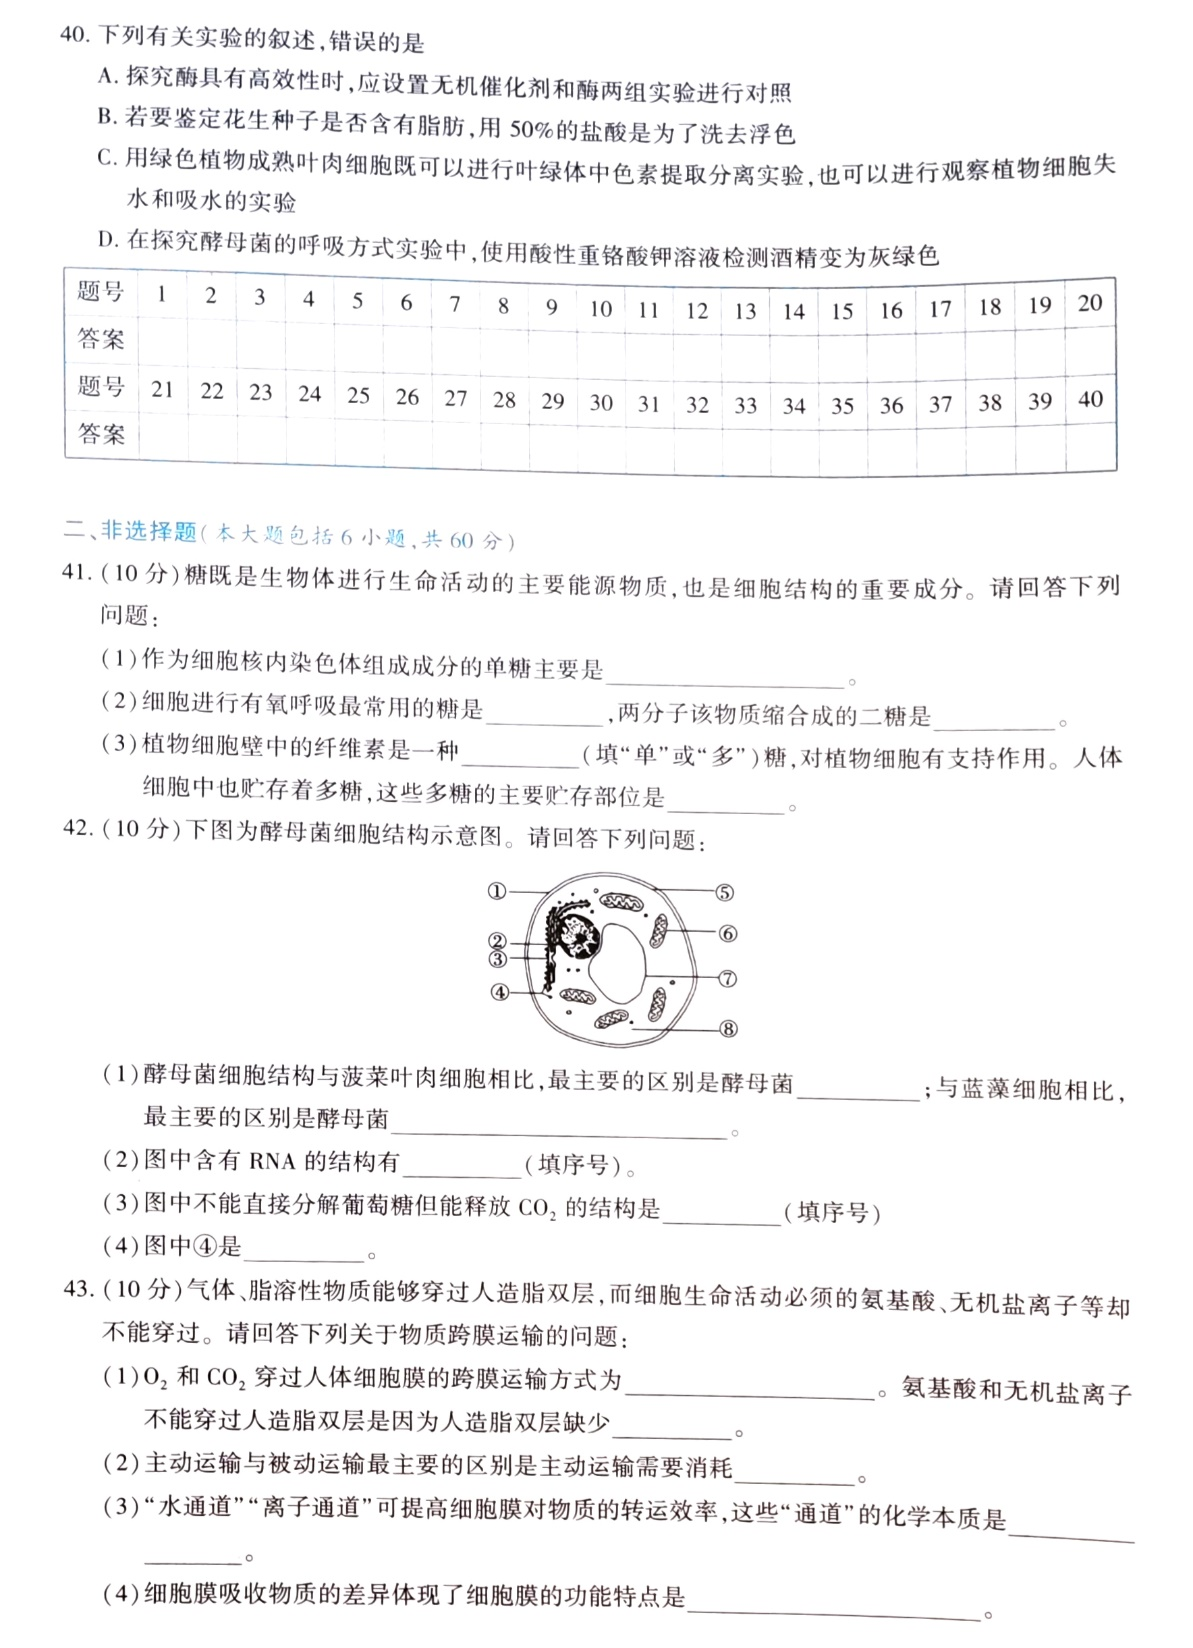 40. 下列有关实验的叙述,错误的是
A. 探究酶具有高效性时,应设置无机催化剂和酶两组实验进行对照
B. 若要鉴定花生种子是否含有脂肪,用 50%的盐酸是为了洗去浮色
C. 用绿色植物成熟叶肉细胞既可以进行叶绿体中色素提取分离实验,也可以进行观察植物细胞失
水和吸水的实验
D. 在探究酵母菌的呼吸方式实验中,使用酸性重铬酸钾溶液检测酒精变为灰绿色
题号 1 2 3 4 5 6 7 8 9 10 11 12 13 14 15 16 17 18 19 20
答案
题号 21 22 23 24 25 26 27 28 29 30 31 32 33 34 35 36 37 38 39 40
答案
二、非选择题(本大题包括6小题,共60分)
41. (10 分)糖既是生物体进行生命活动的主要能源物质,也是细胞结构的重要成分。请回答下列
问题:
(1)作为细胞核内染色体组成成分的单糖主要是____________。
(2)细胞进行有氧呼吸最常用的糖是______,两分子该物质缩合成的二糖是______。
(3)植物细胞壁中的纤维素是一种______(填“单”或“多”)糖,对植物细胞有支持作用。人体
细胞中也贮存着多糖,这些多糖的主要贮存部位是______。
42. (10 分)下图为酵母菌细胞结构示意图。请回答下列问题:
① ⑤
② ⑥
③ ⑦
④ ⑧
(1)酵母菌细胞结构与菠菜叶肉细胞相比,最主要的区别是酵母菌______;与蓝藻细胞相比,
最主要的区别是酵母菌________________。
(2)图中含有 RNA 的结构有______(填序号)。
(3)图中不能直接分解葡萄糖但能释放 CO₂ 的结构是______(填序号)
(4)图中④是______。
43. (10 分)气体、脂溶性物质能够穿过人造脂双层,而细胞生命活动必须的氨基酸、无机盐离子等却
不能穿过。请回答下列关于物质跨膜运输的问题:
(1)O₂ 和 CO₂ 穿过人体细胞膜的跨膜运输方式为____________。氨基酸和无机盐离子
不能穿过人造脂双层是因为人造脂双层缺少______。
(2)主动运输与被动运输最主要的区别是主动运输需要消耗______。
(3)“水通道”“离子通道”可提高细胞膜对物质的转运效率,这些“通道”的化学本质是______
_____。
(4)细胞膜吸收物质的差异体现了细胞膜的功能特点是______________。